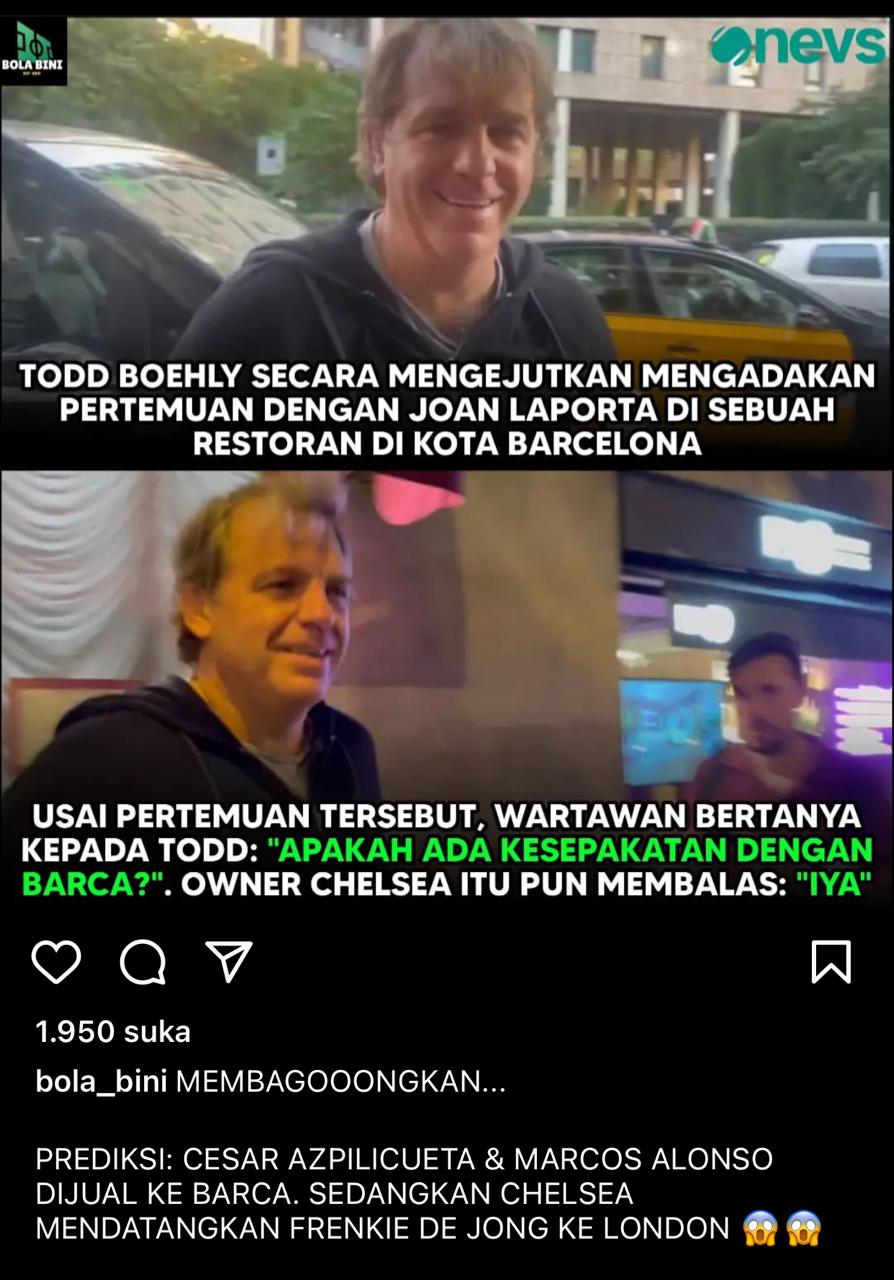 BOLA BINI
onevs
TODD BOEHLY SECARA MENGEJUTKAN MENGADAKAN
PERTEMUAN DENGAN JOAN LAPORTA DI SEBUAH
RESTORAN DI KOTA BARCELONA
USAI PERTEMUAN TERSEBUT, WARTAWAN BERTANYA
KEPADA TODD: "APAKAH ADA KESEPAKATAN DENGAN
BARCA?". OWNER CHELSEA ITU PUN MEMBALAS: "IYA"
1.950 suka
bola_bini MEMBAGOOONGKAN...
PREDIKSI: CESAR AZPILICUETA & MARCOS ALONSO
DIJUAL KE BARCA. SEDANGKAN CHELSEA
MENDATANGKAN FRENKIE DE JONG KE LONDON 😱 😱